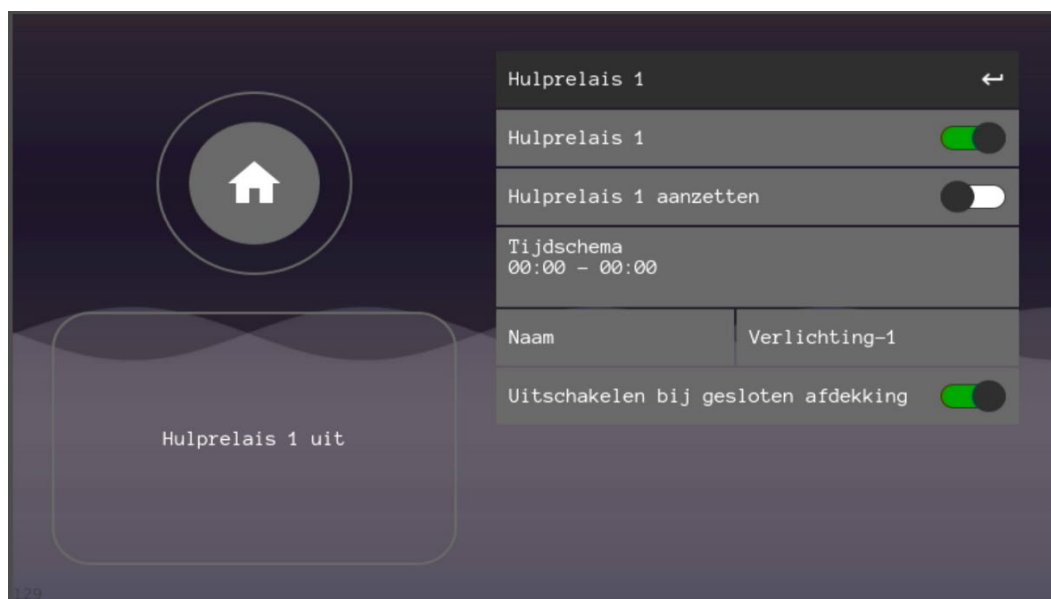 Hulprelais 1
Hulprelais 1
Hulprelais 1 aanzetten
Tijdschema
00:00 - 00:00
Naam
Verlichting-1
Uitschakelen bij gesloten afdekking
Hulprelais 1 uit
129